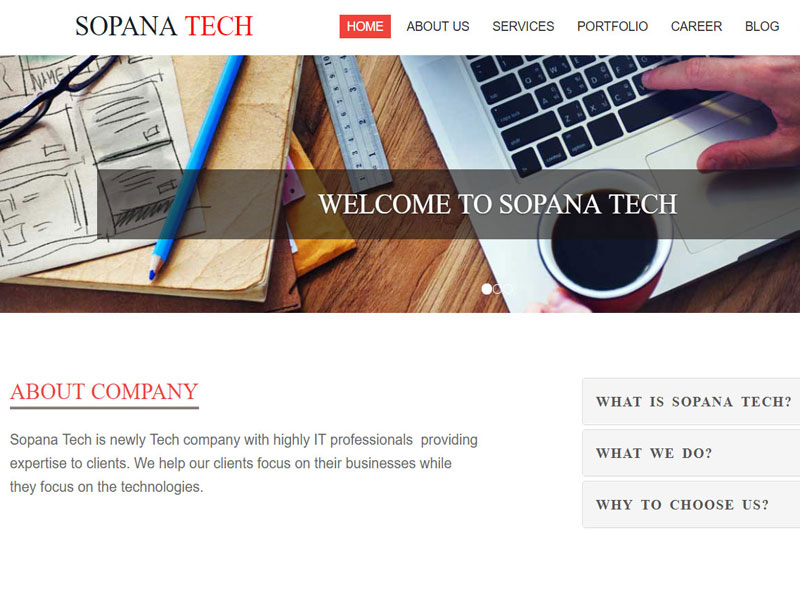 SOPANA TECH
HOME ABOUT US SERVICES PORTFOLIO CAREER BLOG
NAME
WELCOME TO SOPANA TECH
ABOUT COMPANY
Sopana Tech is newly Tech company with highly IT professionals  providing
expertise to clients. We help our clients focus on their businesses while
they focus on the technologies.
WHAT IS SOPANA TECH?
WHAT WE DO?
WHY TO CHOOSE US?